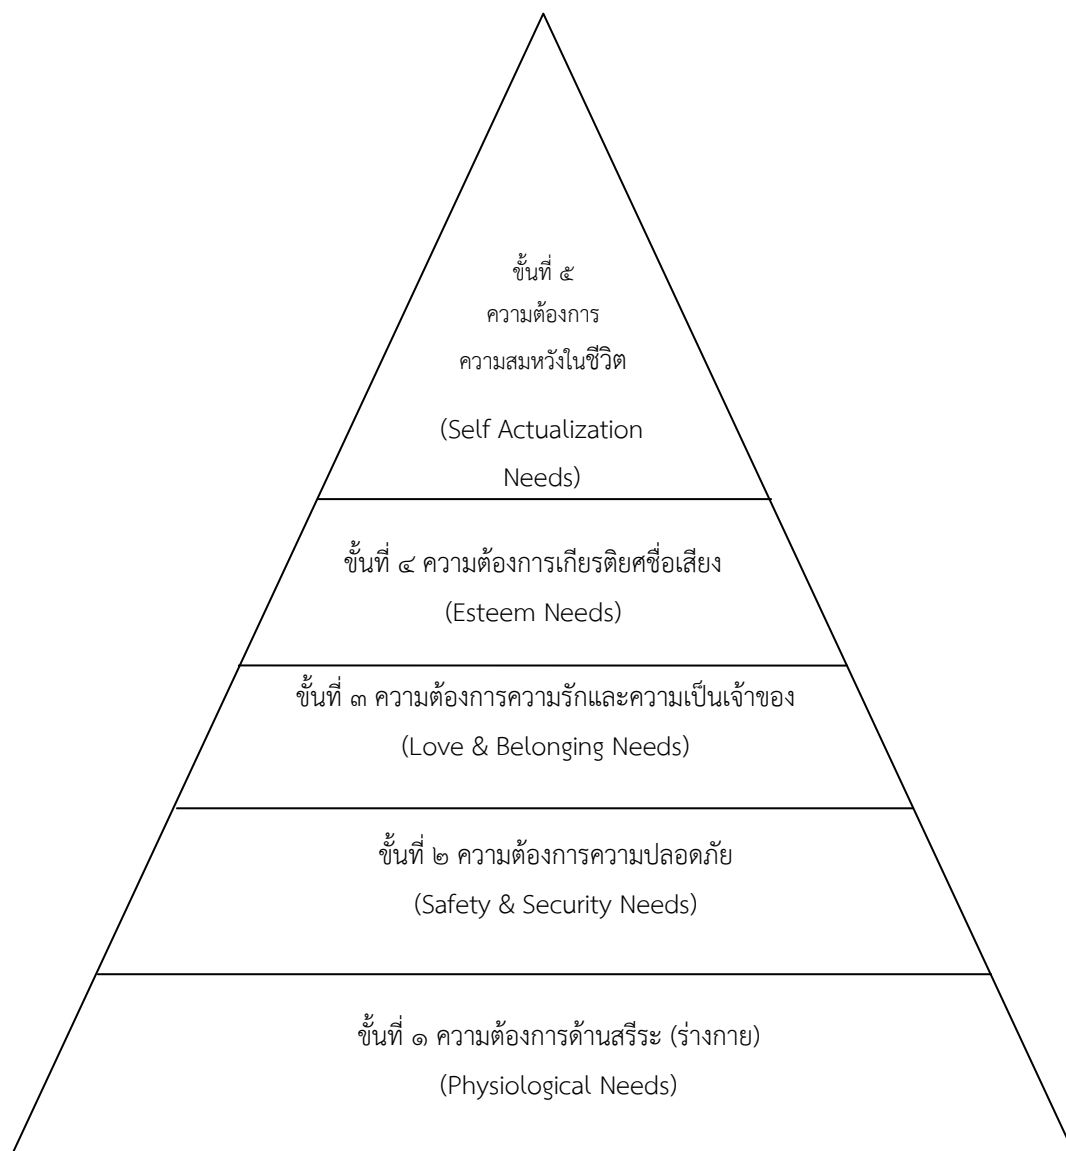 ขั้นที่ ๕
ความต้องการ
ความสมหวังในชีวิต
(Self Actualization
Needs)
ขั้นที่ ๔ ความต้องการเกียรติยศชื่อเสียง
(Esteem Needs)
ขั้นที่ ๓ ความต้องการความรักและความเป็นเจ้าของ
(Love & Belonging Needs)
ขั้นที่ ๒ ความต้องการความปลอดภัย
(Safety & Security Needs)
ขั้นที่ ๑ ความต้องการด้านสรีระ (ร่างกาย)
(Physiological Needs)